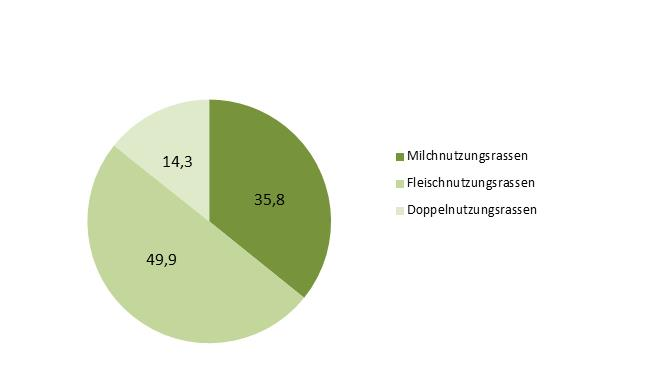 14,3
35,8
49,9
Milchnutzungsrassen
Fleischnutzungsrassen
Doppelnutzungsrassen